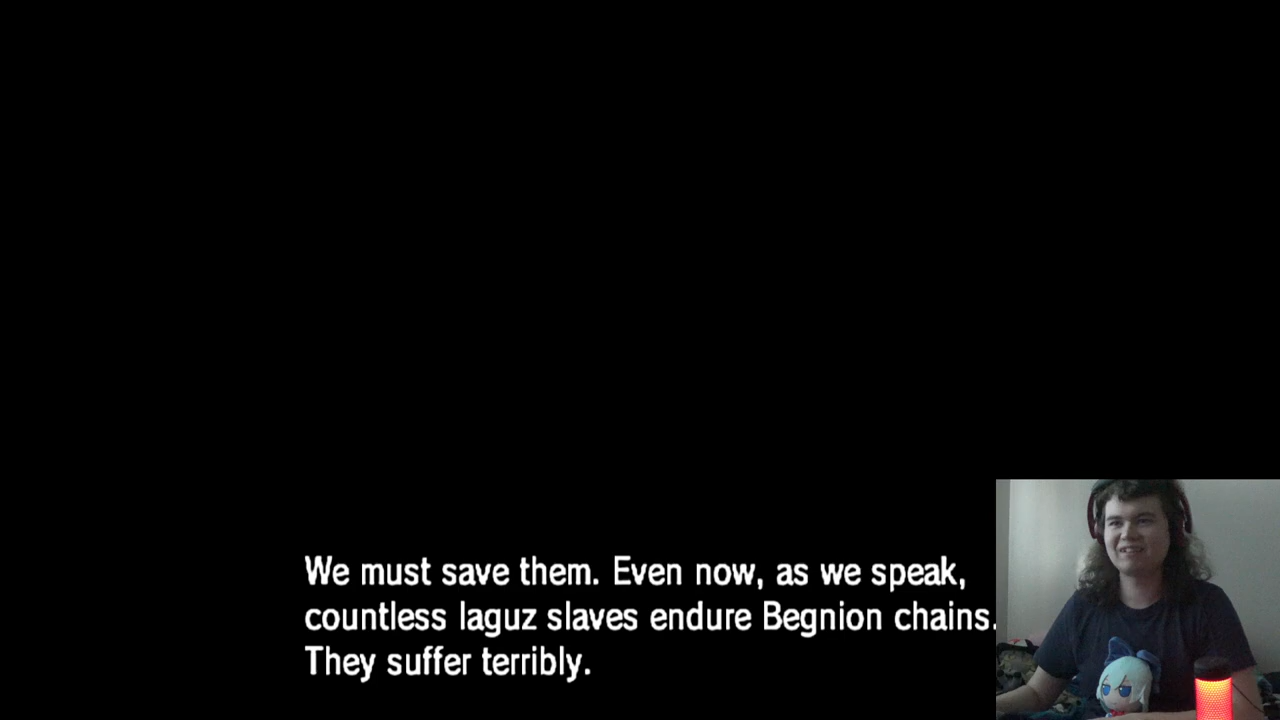 We must save them. Even now, as we speak,
countless laguz slaves endure Begnion chains.
They suffer terribly.